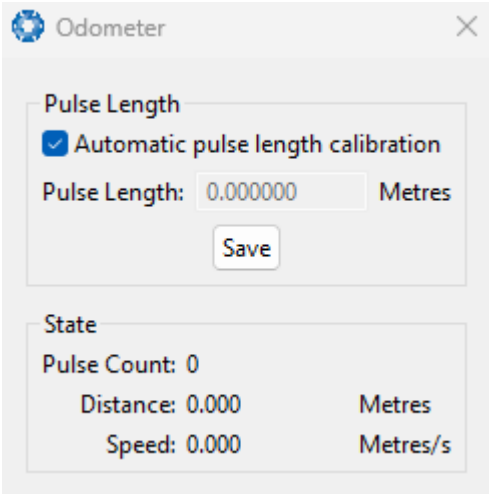 Odometer
Pulse Length
Automatic pulse length calibration
Pulse Length: 0.000000 Metres
Save
State
Pulse Count: 0
Distance: 0.000 Metres
Speed: 0.000 Metres/s